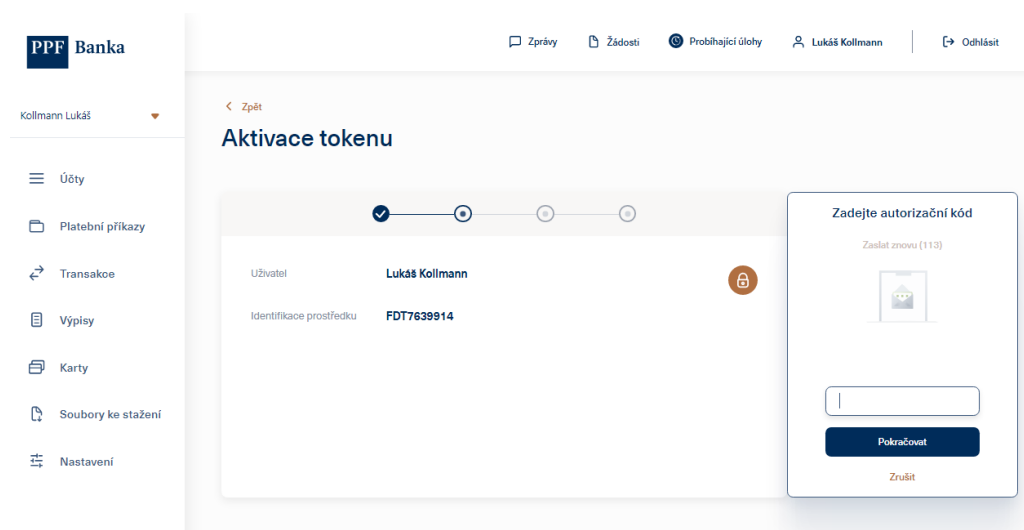 PPF Banka
Zprávy
Žádosti
Probíhající úlohy
Lukáš Kollmann
Odhlásit
Kollmann Lukáš
Účty
Platební příkazy
Transakce
Výpisy
Karty
Soubory ke stažení
Nastavení
Zpět
Aktivace tokenu
Uživatel Lukáš Kollmann
Identifikace prostředku FDT7639914
Zadejte autorizační kód
Zaslat znovu (113)
Pokračovat
Zrušit